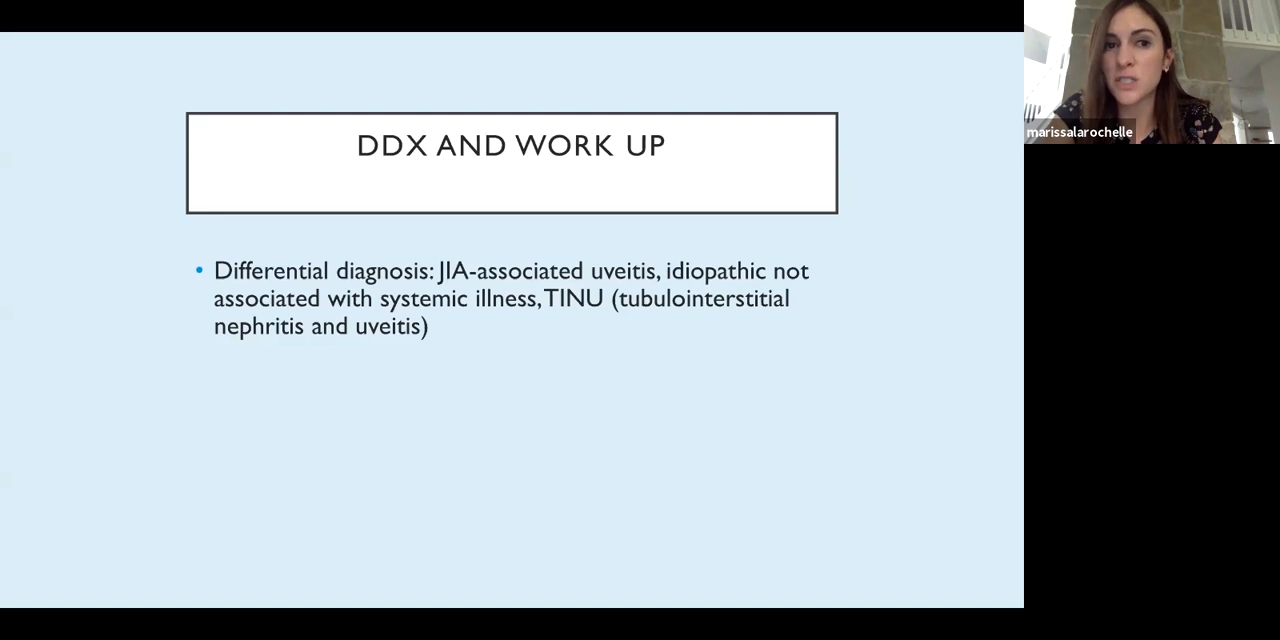 DDX AND WORK UP
• Differential diagnosis: JIA-associated uveitis, idiopathic not
associated with systemic illness, TINU (tubulointerstitial
nephritis and uveitis)
marissalarochelle